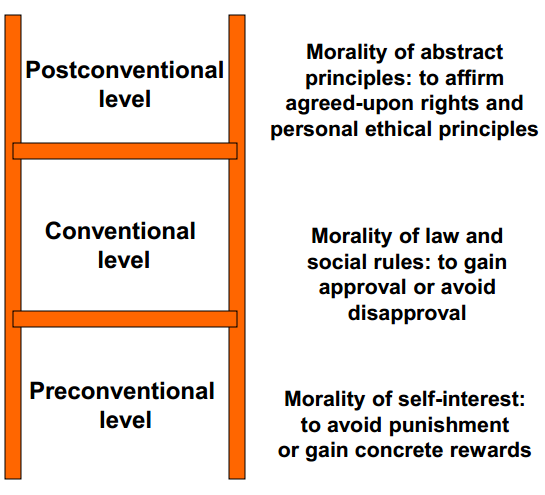 Postconventional
level
Morality of abstract
principles: to affirm
agreed-upon rights and
personal ethical principles
Conventional
level
Morality of law and
social rules: to gain
approval or avoid
disapproval
Preconventional
level
Morality of self-interest:
to avoid punishment
or gain concrete rewards